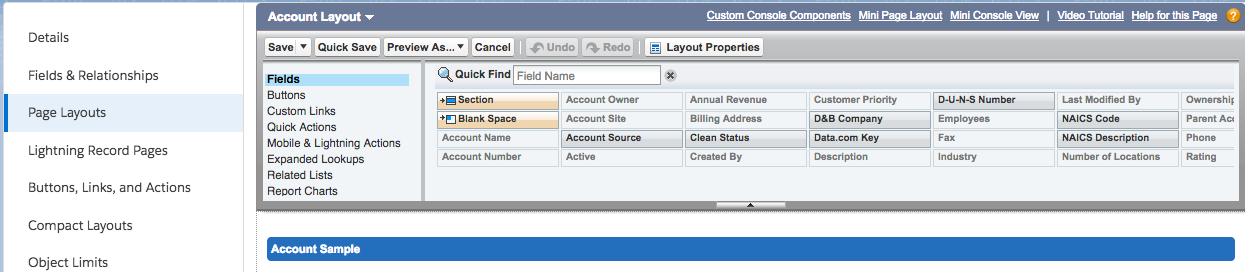 Account Layout
Custom Console Components Mini Page Layout Mini Console View | Video Tutorial Help for this Page ?
Details
Fields & Relationships
Page Layouts
Lightning Record Pages
Buttons, Links, and Actions
Compact Layouts
Object Limits
Save Quick Save Preview As... Cancel Undo Redo Layout Properties
Fields
Buttons
Custom Links
Quick Actions
Mobile & Lightning Actions
Expanded Lookups
Related Lists
Report Charts
Quick Find Field Name
Section Account Owner Annual Revenue Customer Priority D-U-N-S Number Last Modified By Ownership
Blank Space Account Site Billing Address D&B Company Employees NAICS Code Parent Acc
Account Name Account Source Clean Status Data.com Key Fax NAICS Description Phone
Account Number Active Created By Description Industry Number of Locations Rating
Account Sample